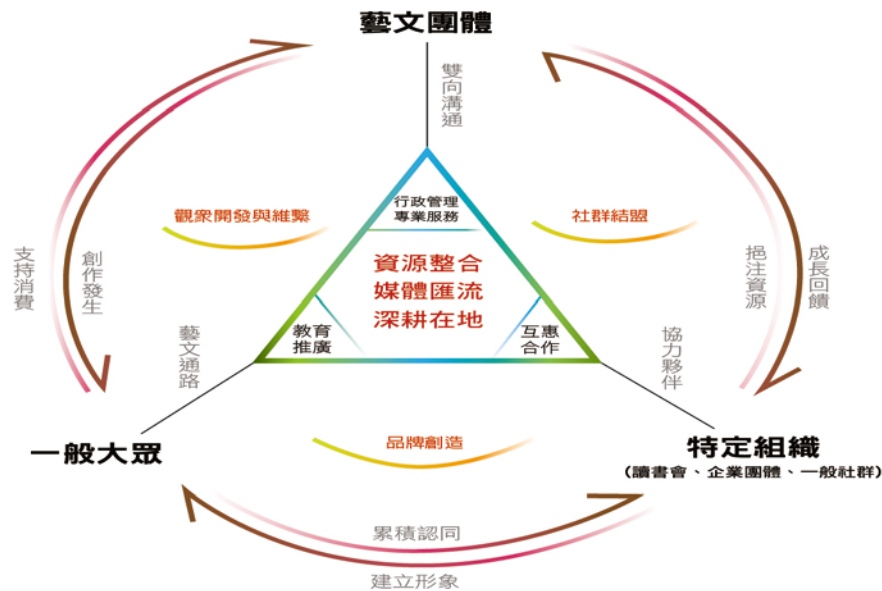 藝文團體
雙向溝通
行政管理
專業服務
觀衆開發與維繫
社群結盟
資源整合
媒體匯流
深耕在地
支持消費
創作發生
挹注資源
成長回饋
教育
推廣
互惠
合作
藝文通路
協力夥伴
一般大眾
品牌創造
特定組織
(讀書會、企業團體、一般社群)
累積認同
建立形象